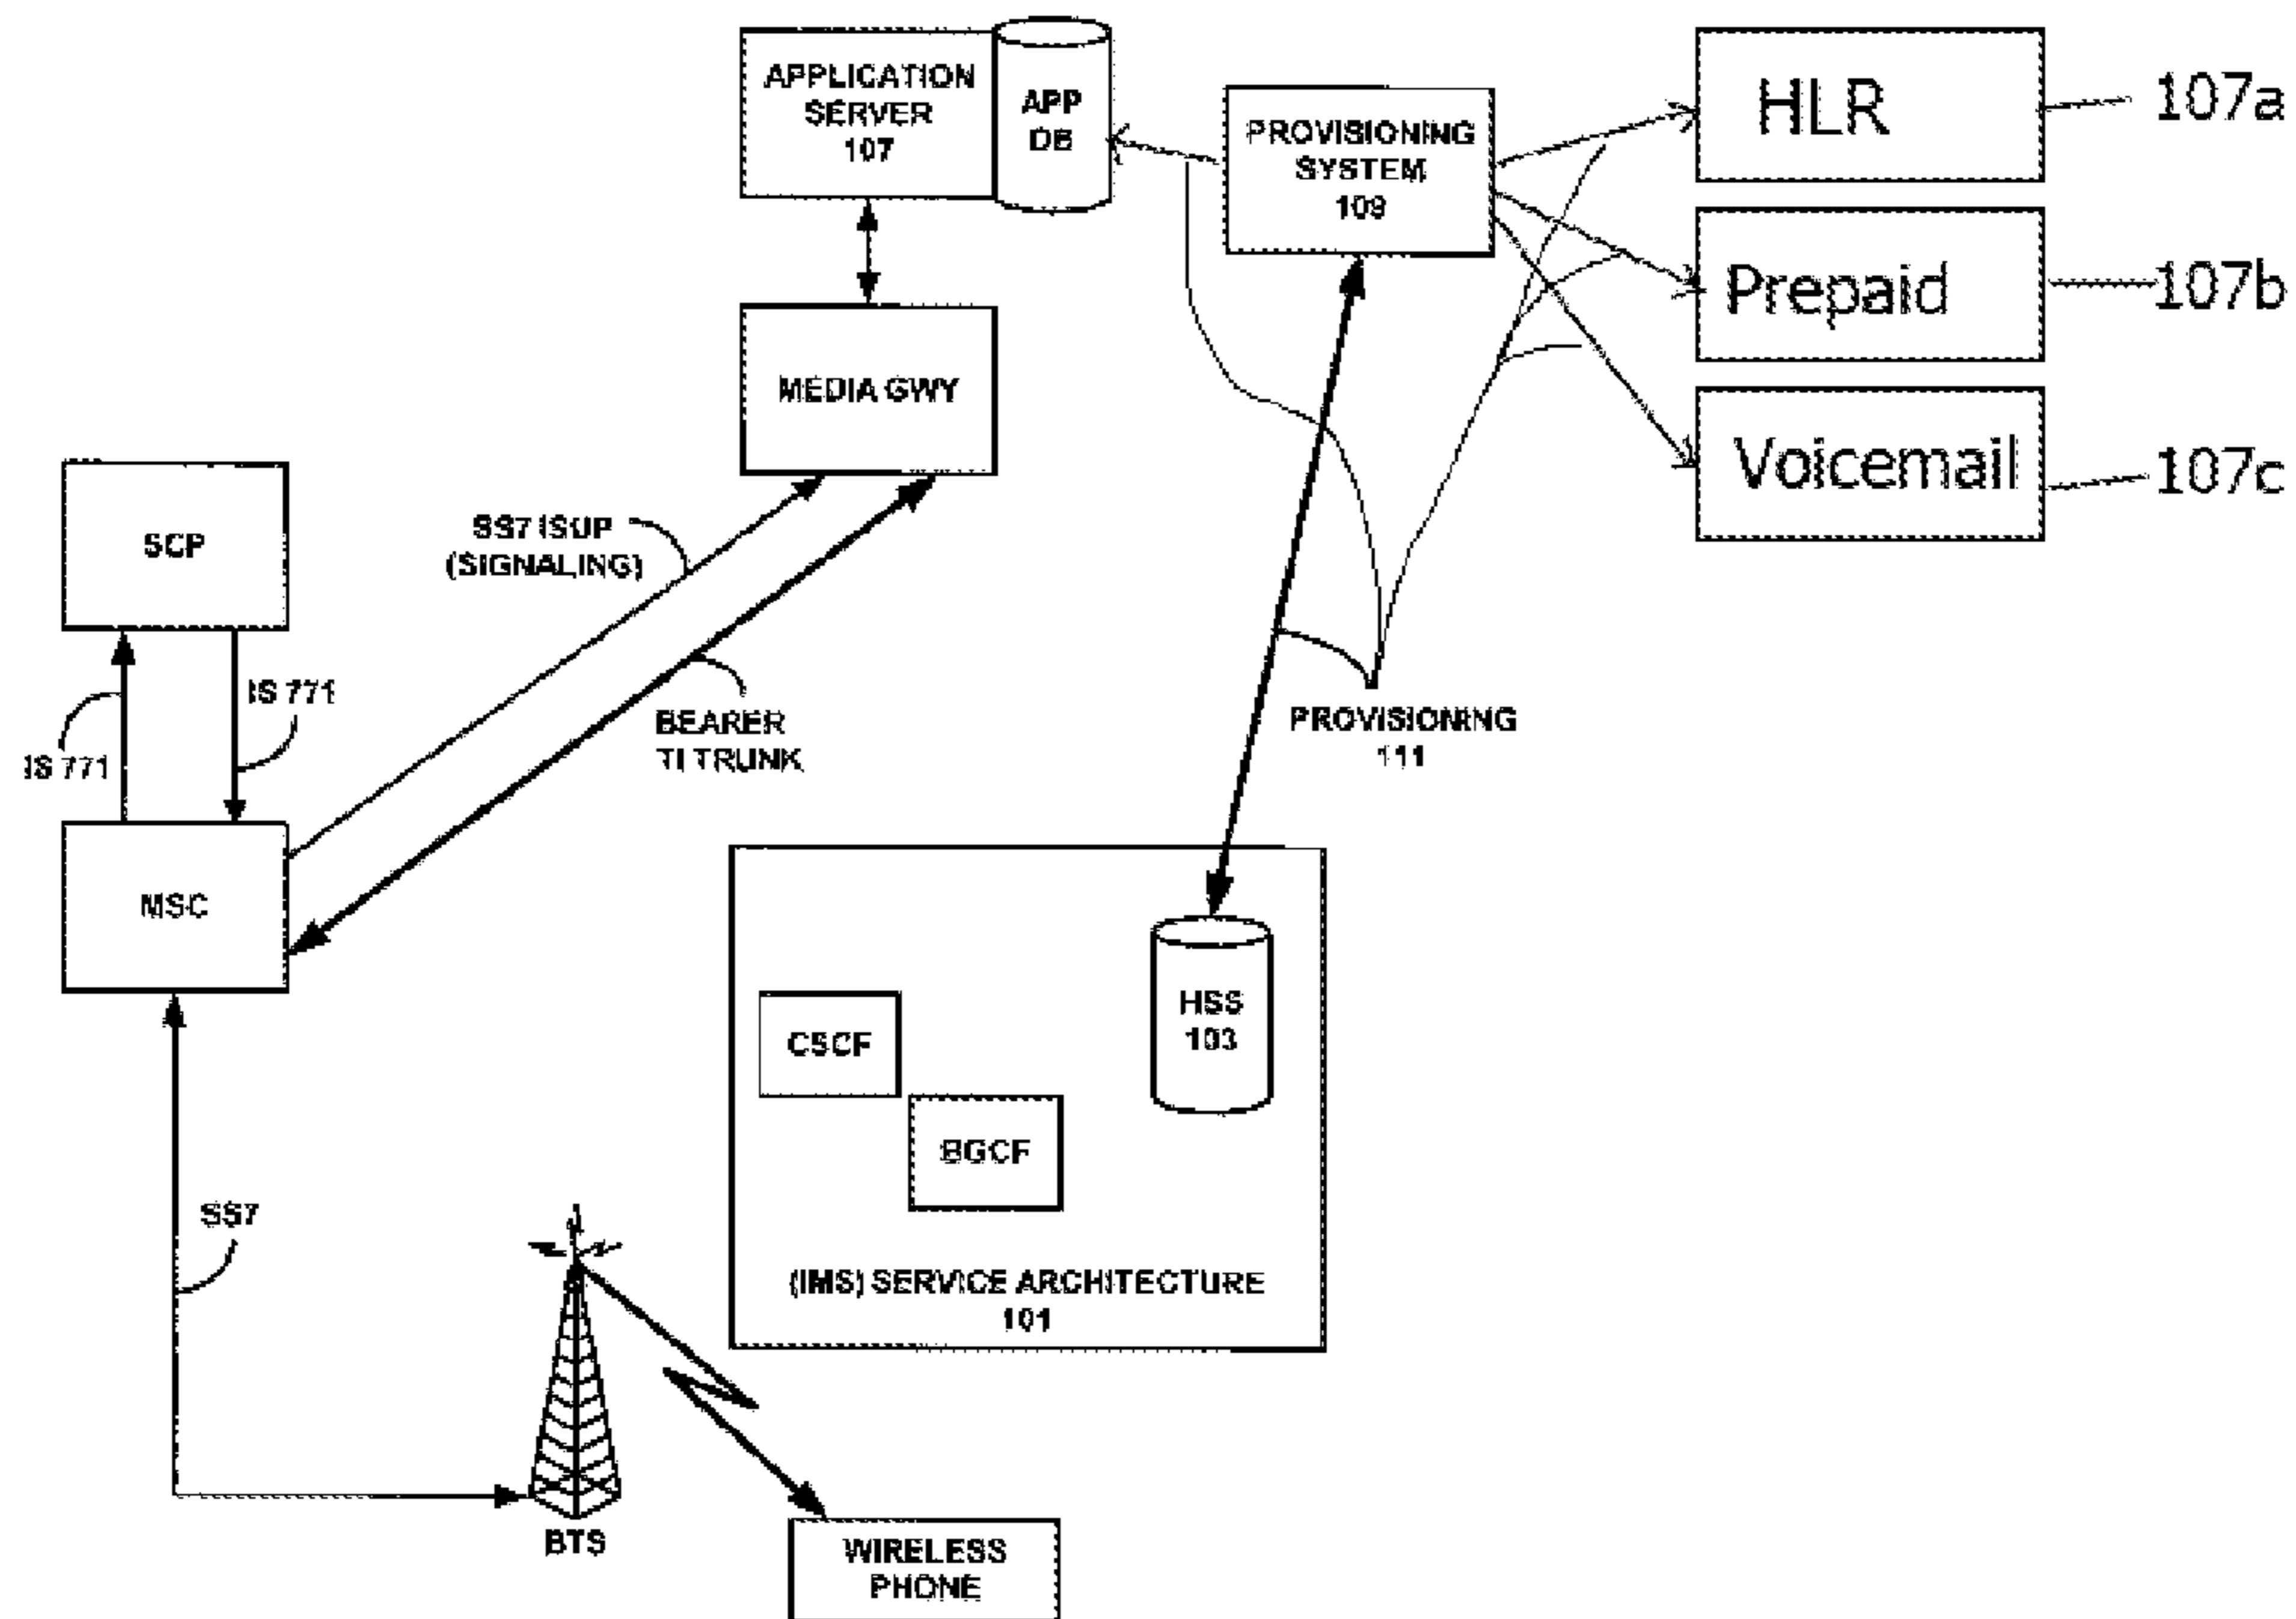 APPLICATION
SERVER
107
APP
DB
PROVISIONING
SYSTEM
109
HLR
107a
Prepaid
107b
Voicemail
107c
MEDIA GWY
SCP
SS7 ISUP
(SIGNALING)
IS 771
IS 771
BEARER
TI TRUNK
PROVISIONING
111
MSC
HSS
103
CSCF
BGCF
SS7
(IMS) SERVICE ARCHITECTURE
101
BTS
WIRELESS
PHONE